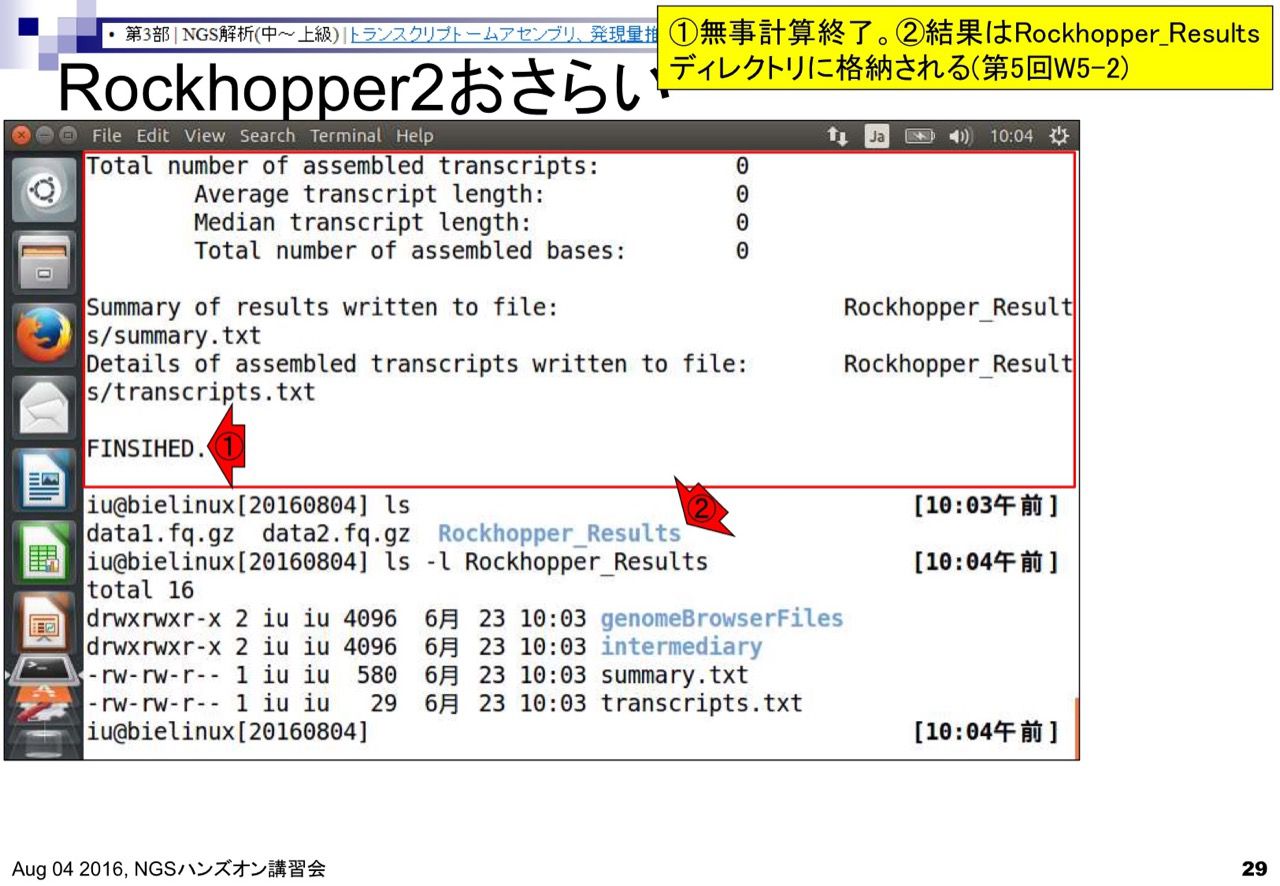 • 第3部 | NGS解析(中～上級) | トランスクリプトームアセンブリ、発現量推
①無事計算終了。②結果はRockhopper_Results
ディレクトリに格納される(第5回W5-2)
Rockhopper2おさらい
File Edit View Search Terminal Help Ja 10:04
Total number of assembled transcripts: 0
Average transcript length: 0
Median transcript length: 0
Total number of assembled bases: 0
Summary of results written to file: Rockhopper_Result
s/summary.txt
Details of assembled transcripts written to file: Rockhopper_Result
s/transcripts.txt
FINSIHED.
①
iu@bielinux[20160804] ls [10:03午前]
②
data1.fq.gz data2.fq.gz Rockhopper_Results
iu@bielinux[20160804] ls -l Rockhopper_Results [10:04午前]
total 16
drwxrwxr-x 2 iu iu 4096 6月 23 10:03 genomeBrowserFiles
drwxrwxr-x 2 iu iu 4096 6月 23 10:03 intermediary
-rw-rw-r-- 1 iu iu 580 6月 23 10:03 summary.txt
-rw-rw-r-- 1 iu iu 29 6月 23 10:03 transcripts.txt
iu@bielinux[20160804] [10:04午前]
Aug 04 2016, NGSハンズオン講習会
29